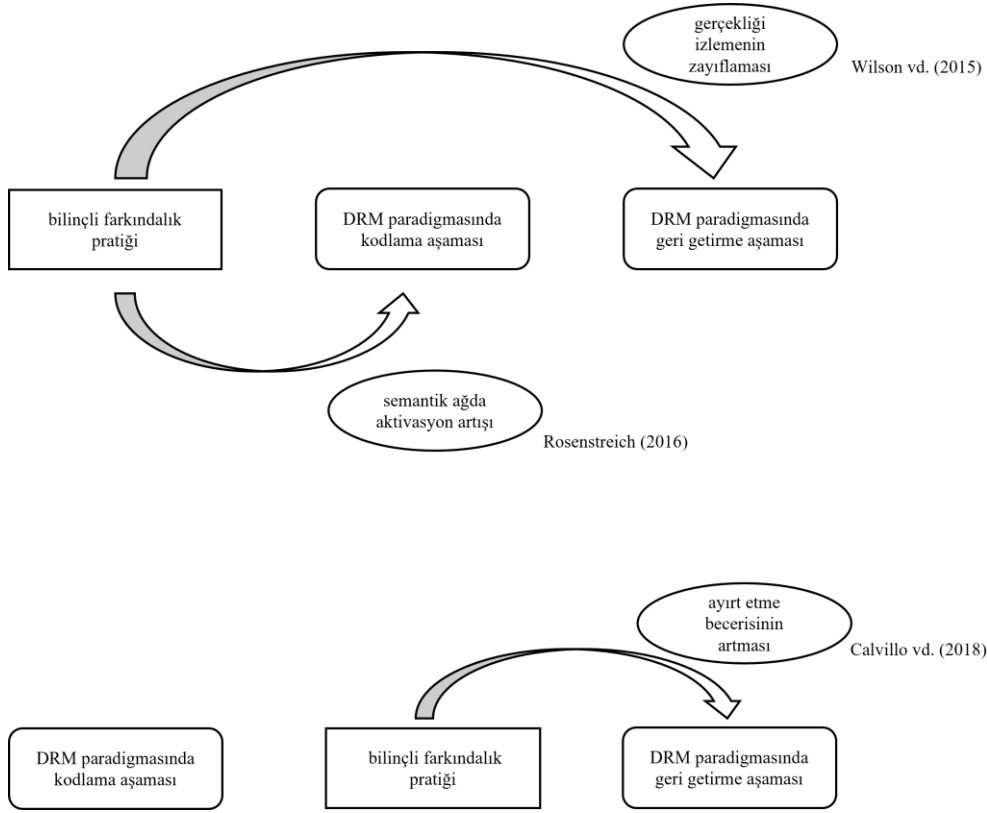 gerçekliği
izlemenin
zayıflaması
Wilson vd. (2015)
bilinçli farkındalık
pratiği
DRM paradigmasında
kodlama aşaması
DRM paradigmasında
geri getirme aşaması
semantik ağda
aktivasyon artışı
Rosenstreich (2016)
ayırt etme
becerisinin
artması
Calvillo vd. (2018)
DRM paradigmasında
kodlama aşaması
bilinçli farkındalık
pratiği
DRM paradigmasında
geri getirme aşaması